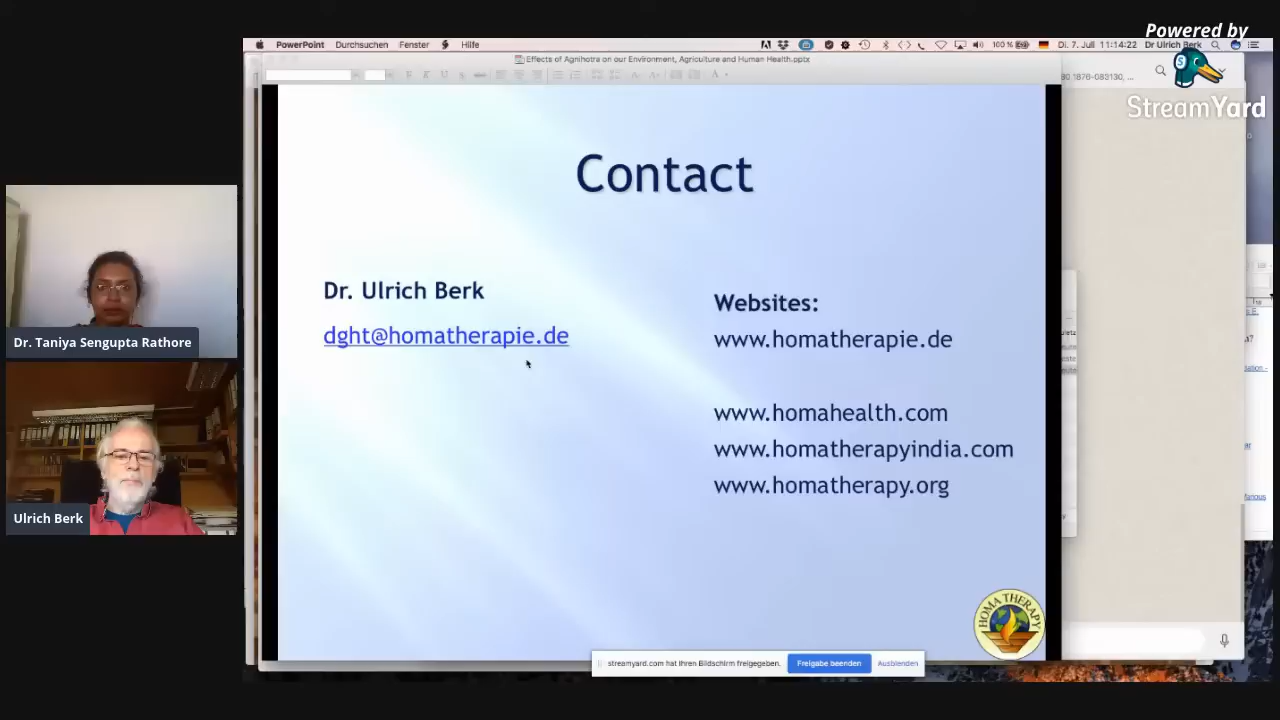 Powered by
StreamYard
PowerPoint Durchsuchen Fenster Hilfe
100 % Di. 7. Juli 11:14:22 Dr Ulrich Berk
Effects of Agnihotra on our Environment, Agriculture and Human Health.pptx
Contact
Dr. Ulrich Berk
dght@homatherapie.de
Websites:
www.homatherapie.de
www.homahealth.com
www.homatherapyindia.com
www.homatherapy.org
HOMA THERAPY
Dr. Taniya Sengupta Rathore
Ulrich Berk
streamyard.com hat Ihren Bildschirm freigegeben. Freigabe beenden Ausblenden